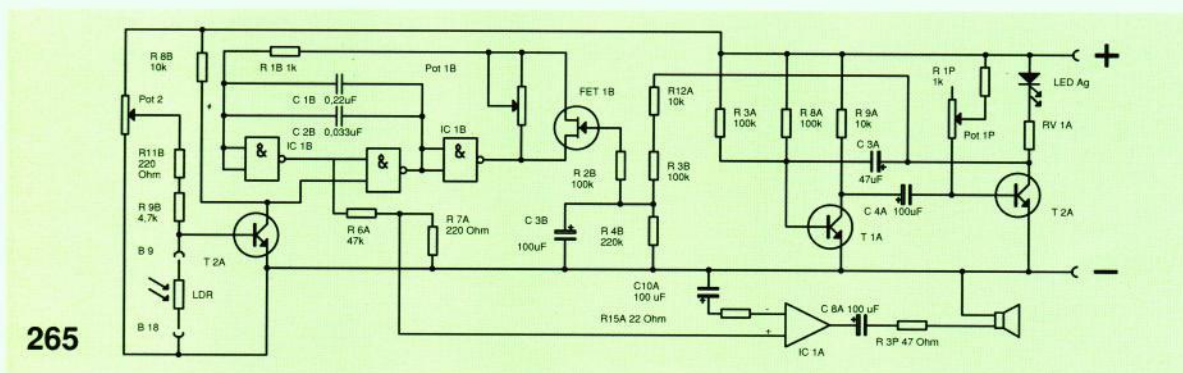 R 8B
10k
Pot 2
R11B
220
Ohm
R 9B
4,7k
B 9
LDR
B 18
T 2A
R 1B 1k
C 1B 0,22uF
C 2B 0,033uF
IC 1B
&
&
IC 1B
&
Pot 1B
FET 1B
R 6A
47k
R 7A
220 Ohm
R 2B
100k
C 3B
100uF
R12A
10k
R 3B
100k
R 4B
220k
R 3A
100k
R 8A
100k
R 9A
10k
C 3A
47uF
C 4A 100uF
T 1A
R 1P
1k
Pot 1P
LED Ag
RV 1A
T 2A
+
−
C10A
100 uF
R15A 22 Ohm
-
+
IC 1A
C 8A 100 uF
R 3P 47 Ohm
265